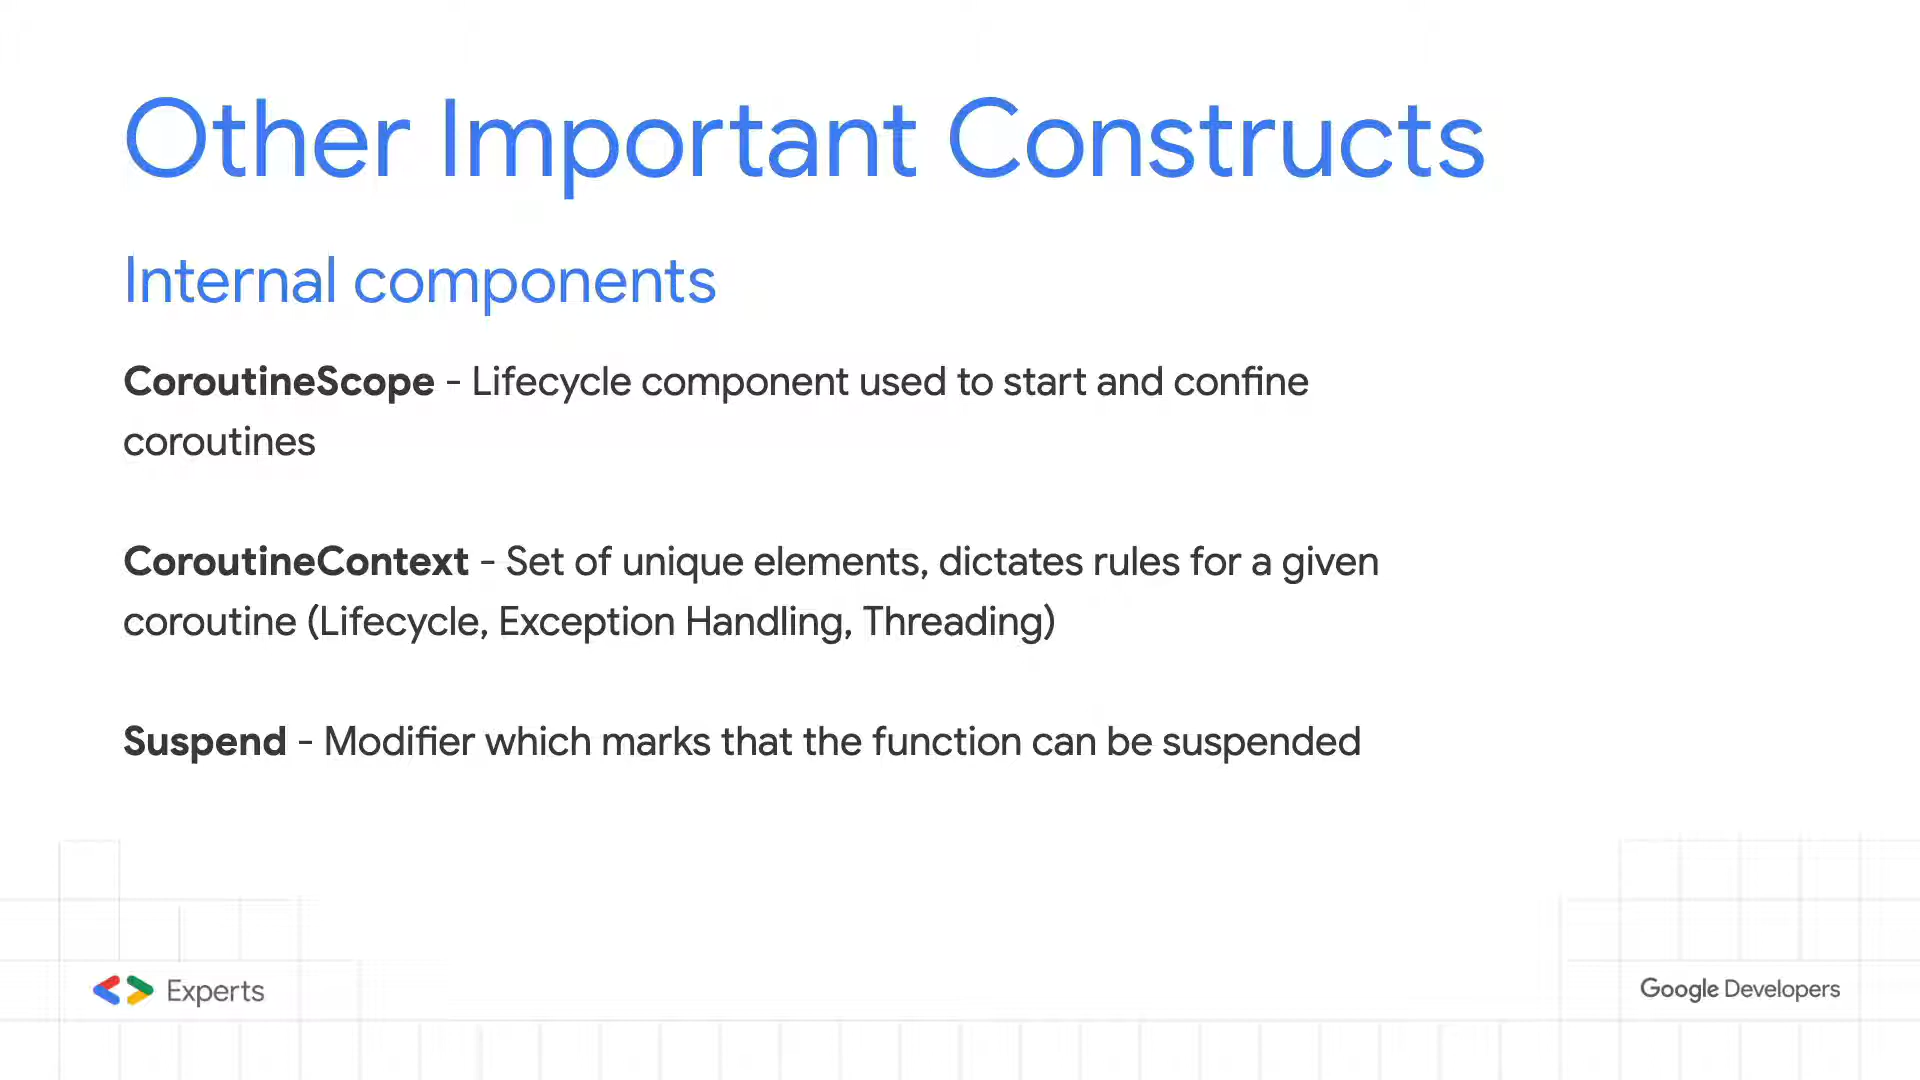 Other Important Constructs
Internal components
CoroutineScope - Lifecycle component used to start and confine
coroutines
CoroutineContext - Set of unique elements, dictates rules for a given
coroutine (Lifecycle, Exception Handling, Threading)
Suspend - Modifier which marks that the function can be suspended
Experts
Google Developers